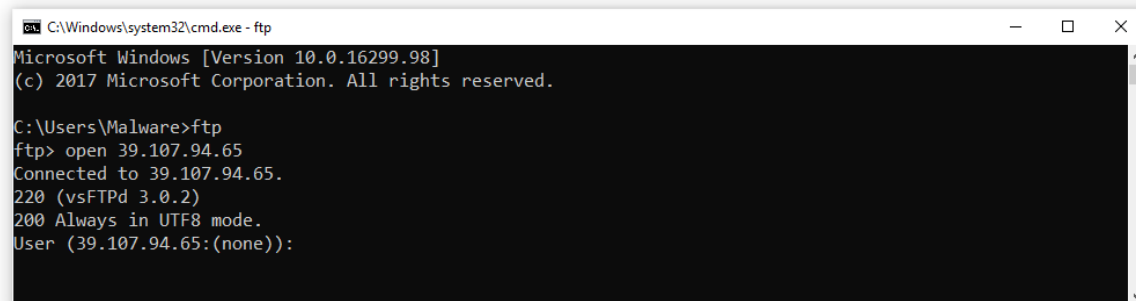 C:\Windows\system32\cmd.exe - ftp
Microsoft Windows [Version 10.0.16299.98]
(c) 2017 Microsoft Corporation. All rights reserved.
C:\Users\Malware>ftp
ftp> open 39.107.94.65
Connected to 39.107.94.65.
220 (vsFTPd 3.0.2)
200 Always in UTF8 mode.
User (39.107.94.65:(none)):